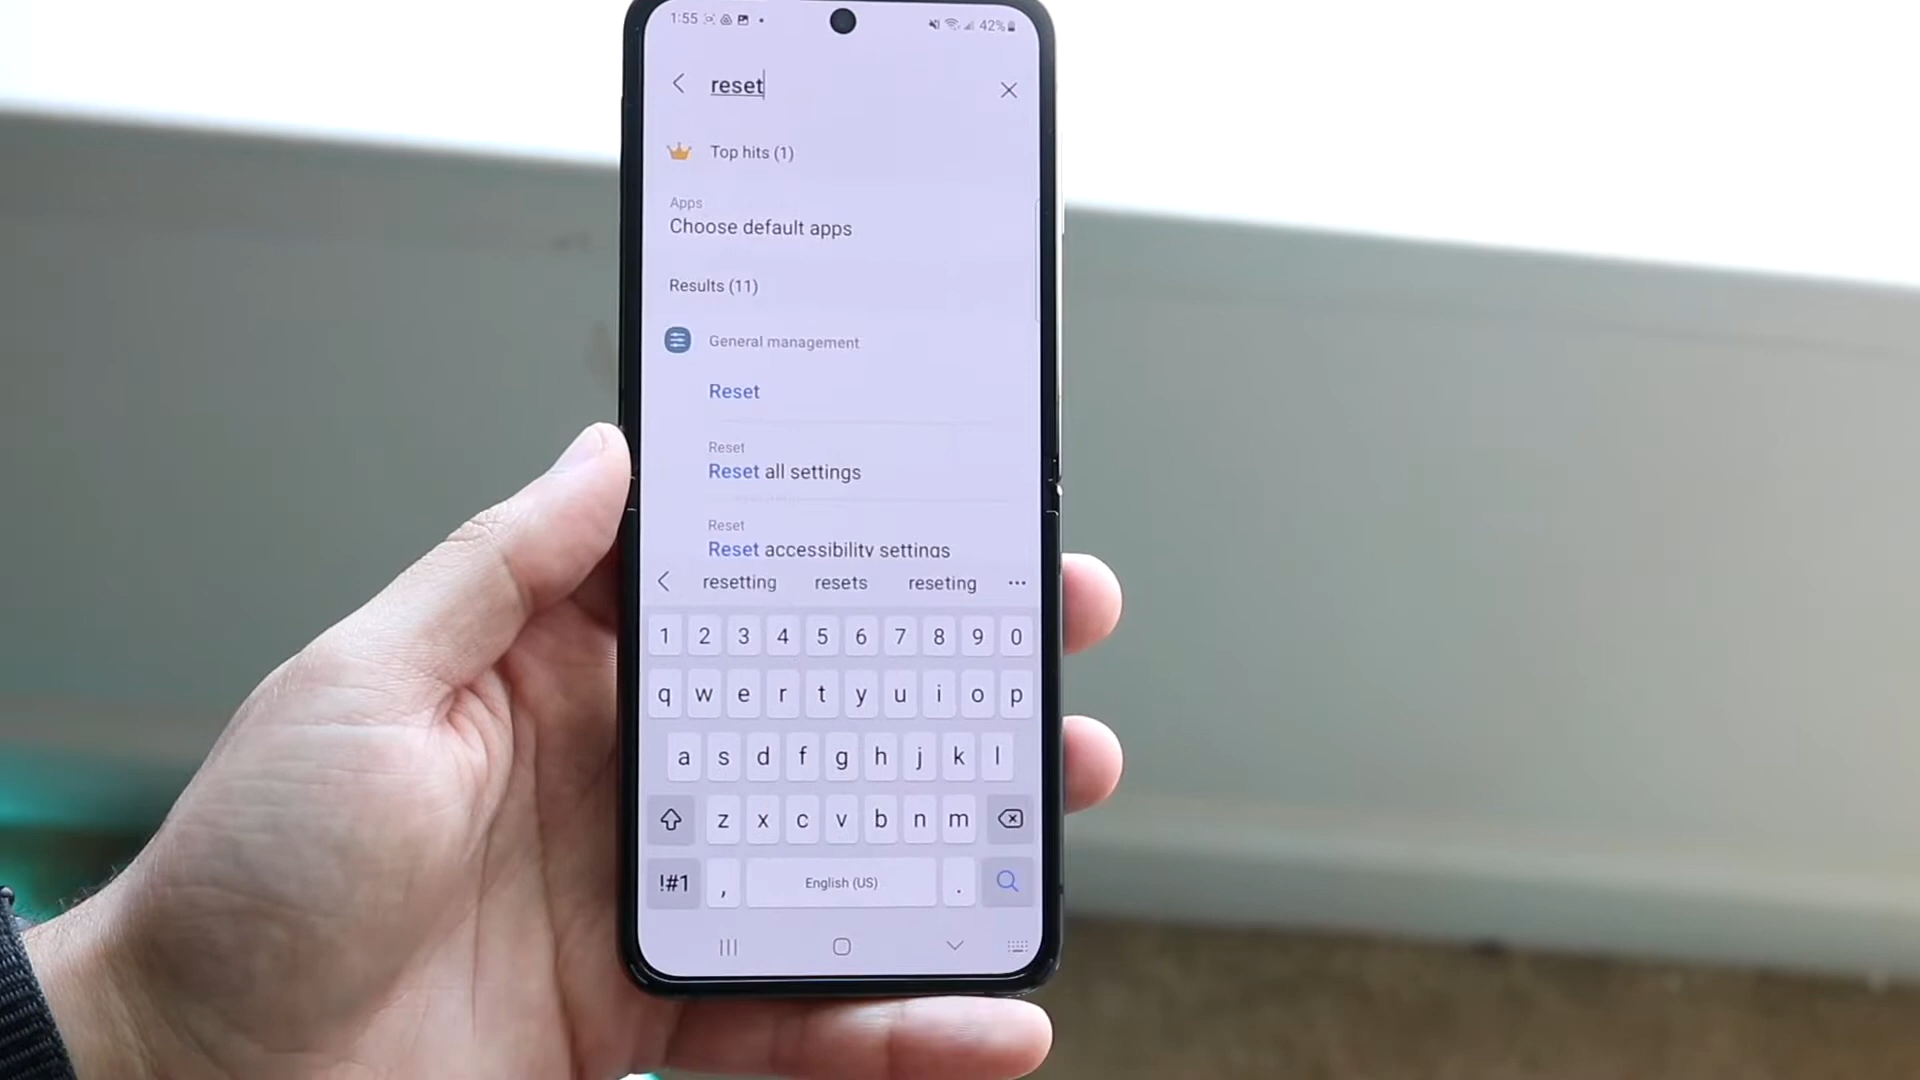 1:55 42%
reset
Top hits (1)
Apps
Choose default apps
Results (11)
General management
Reset
Reset
Reset all settings
Reset
Reset accessibility settings
resetting resets reseting
1 2 3 4 5 6 7 8 9 0
q w e r t y u i o p
a s d f g h j k l
z x c v b n m
!#1 , English (US) .